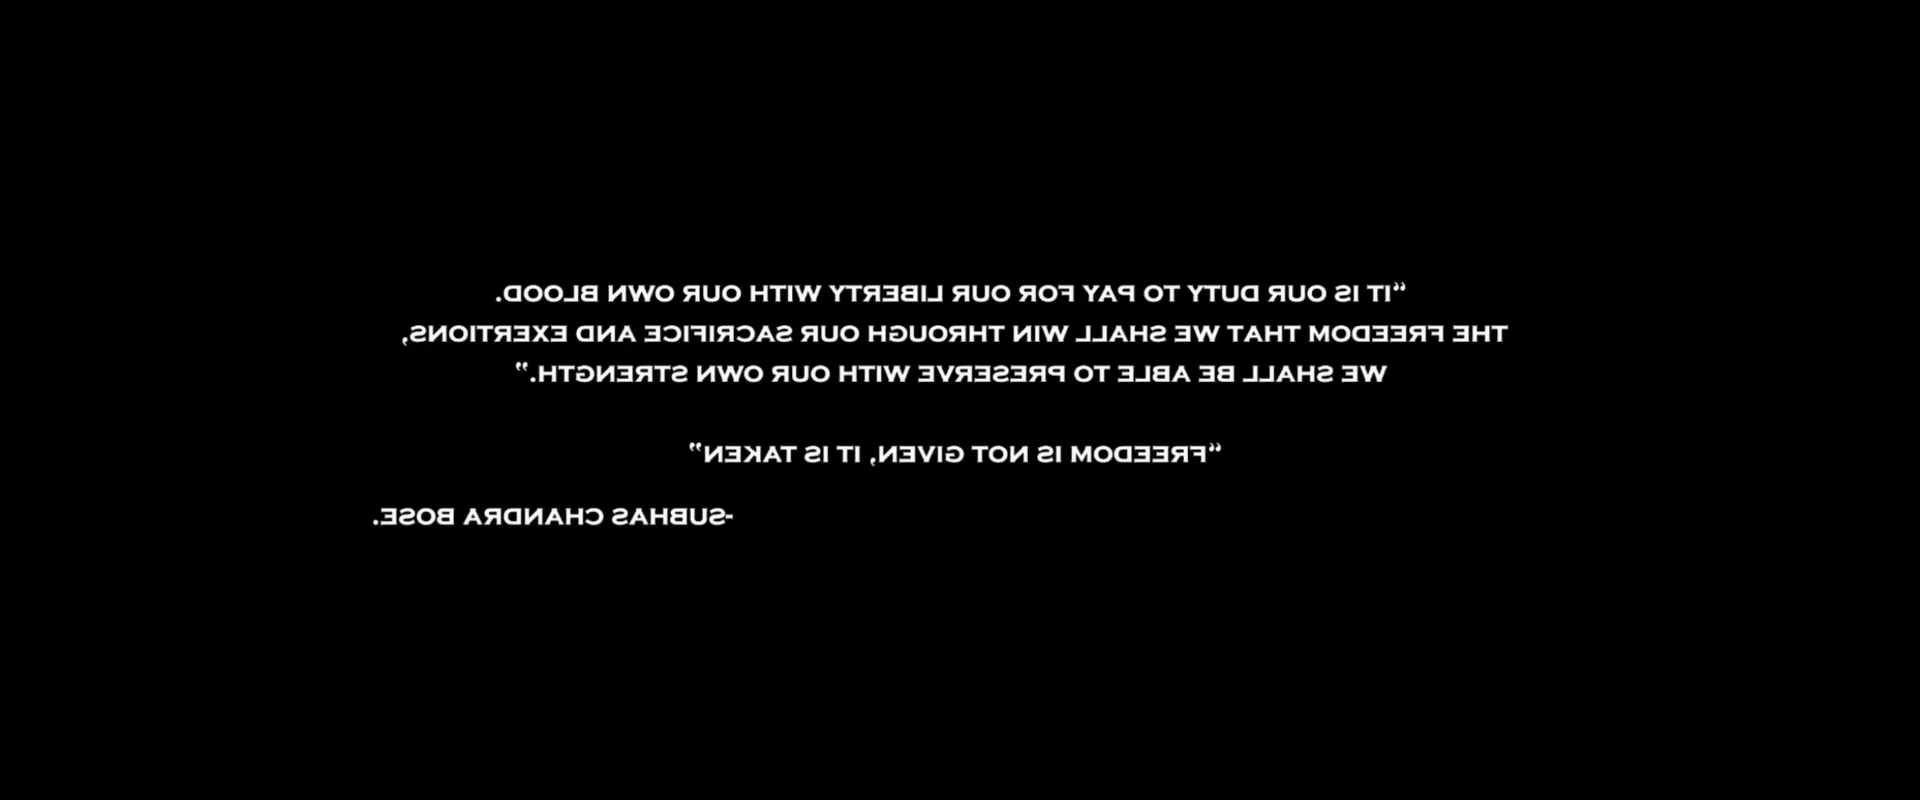 “IT IS OUR DUTY TO PAY FOR OUR LIBERTY WITH OUR OWN BLOOD.
THE FREEDOM THAT WE SHALL WIN THROUGH OUR SACRIFICE AND EXERTIONS,
WE SHALL BE ABLE TO PRESERVE WITH OUR OWN STRENGTH.”
“FREEDOM IS NOT GIVEN, IT IS TAKEN”
-SUBHAS CHANDRA BOSE.